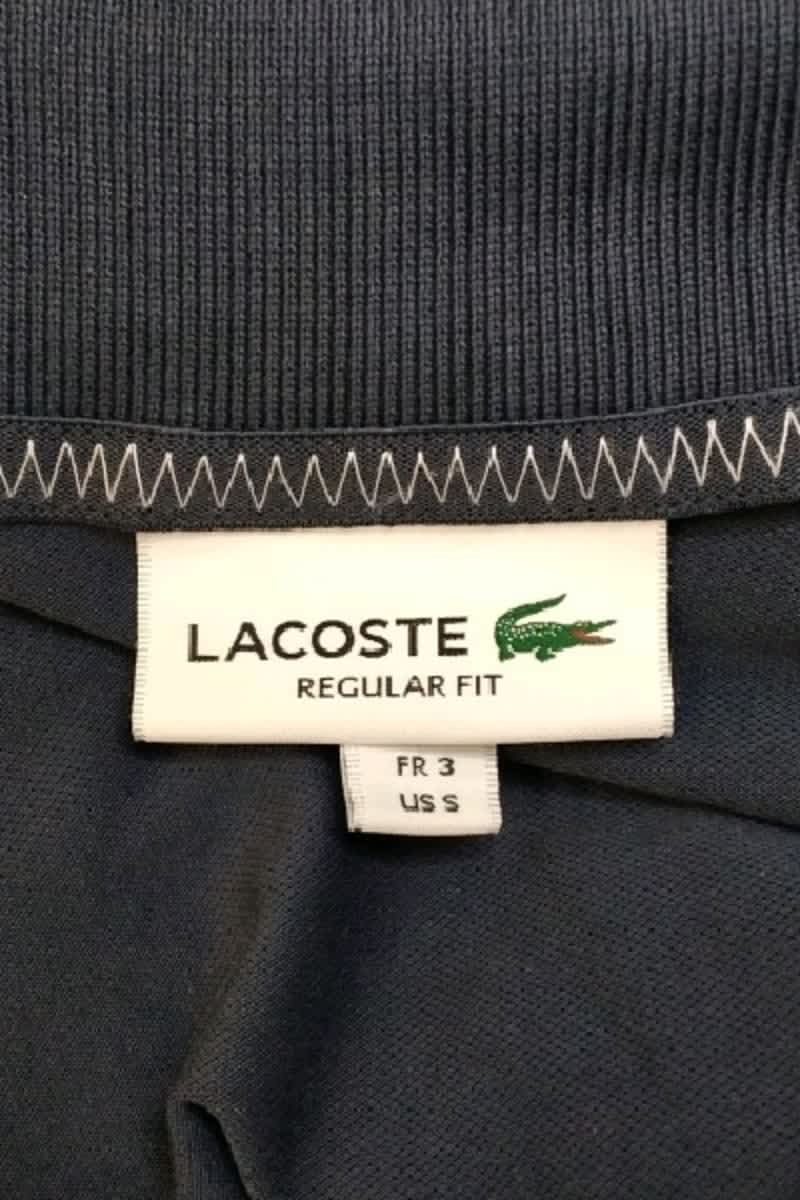 LACOSTE
REGULAR FIT
FR 3
US S